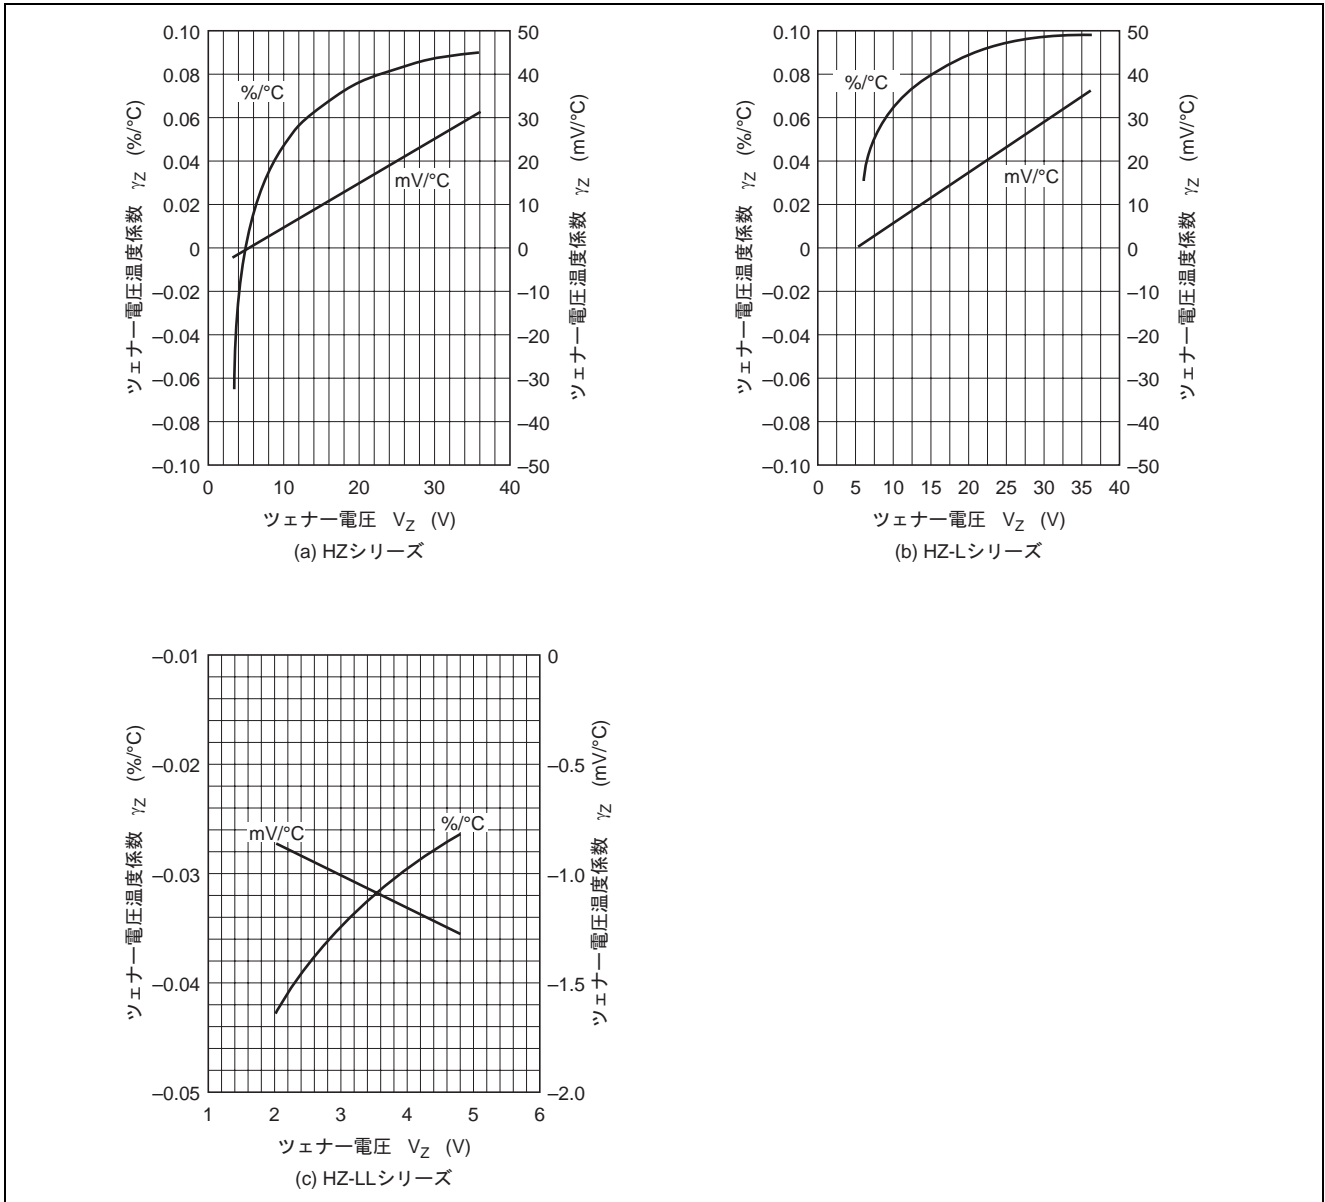 0.10
0.08
0.06
0.04
0.02
0
–0.02
–0.04
–0.06
–0.08
–0.10
ツェナー電圧温度係数 γZ (%/°C)
%/°C
mV/°C
50
40
30
20
10
0
–10
–20
–30
–40
–50
ツェナー電圧温度係数 γZ (mV/°C)
0 10 20 30 40
ツェナー電圧 VZ (V)
(a) HZシリーズ
0.10
0.08
0.06
0.04
0.02
0
–0.02
–0.04
–0.06
–0.08
–0.10
ツェナー電圧温度係数 γZ (%/°C)
%/°C
mV/°C
50
40
30
20
10
0
–10
–20
–30
–40
–50
ツェナー電圧温度係数 γZ (mV/°C)
0 5 10 15 20 25 30 35 40
ツェナー電圧 VZ (V)
(b) HZ-Lシリーズ
–0.01
–0.02
–0.03
–0.04
–0.05
ツェナー電圧温度係数 γZ (%/°C)
mV/°C
%/°C
0
–0.5
–1.0
–1.5
–2.0
ツェナー電圧温度係数 γZ (mV/°C)
1 2 3 4 5 6
ツェナー電圧 VZ (V)
(c) HZ-LLシリーズ